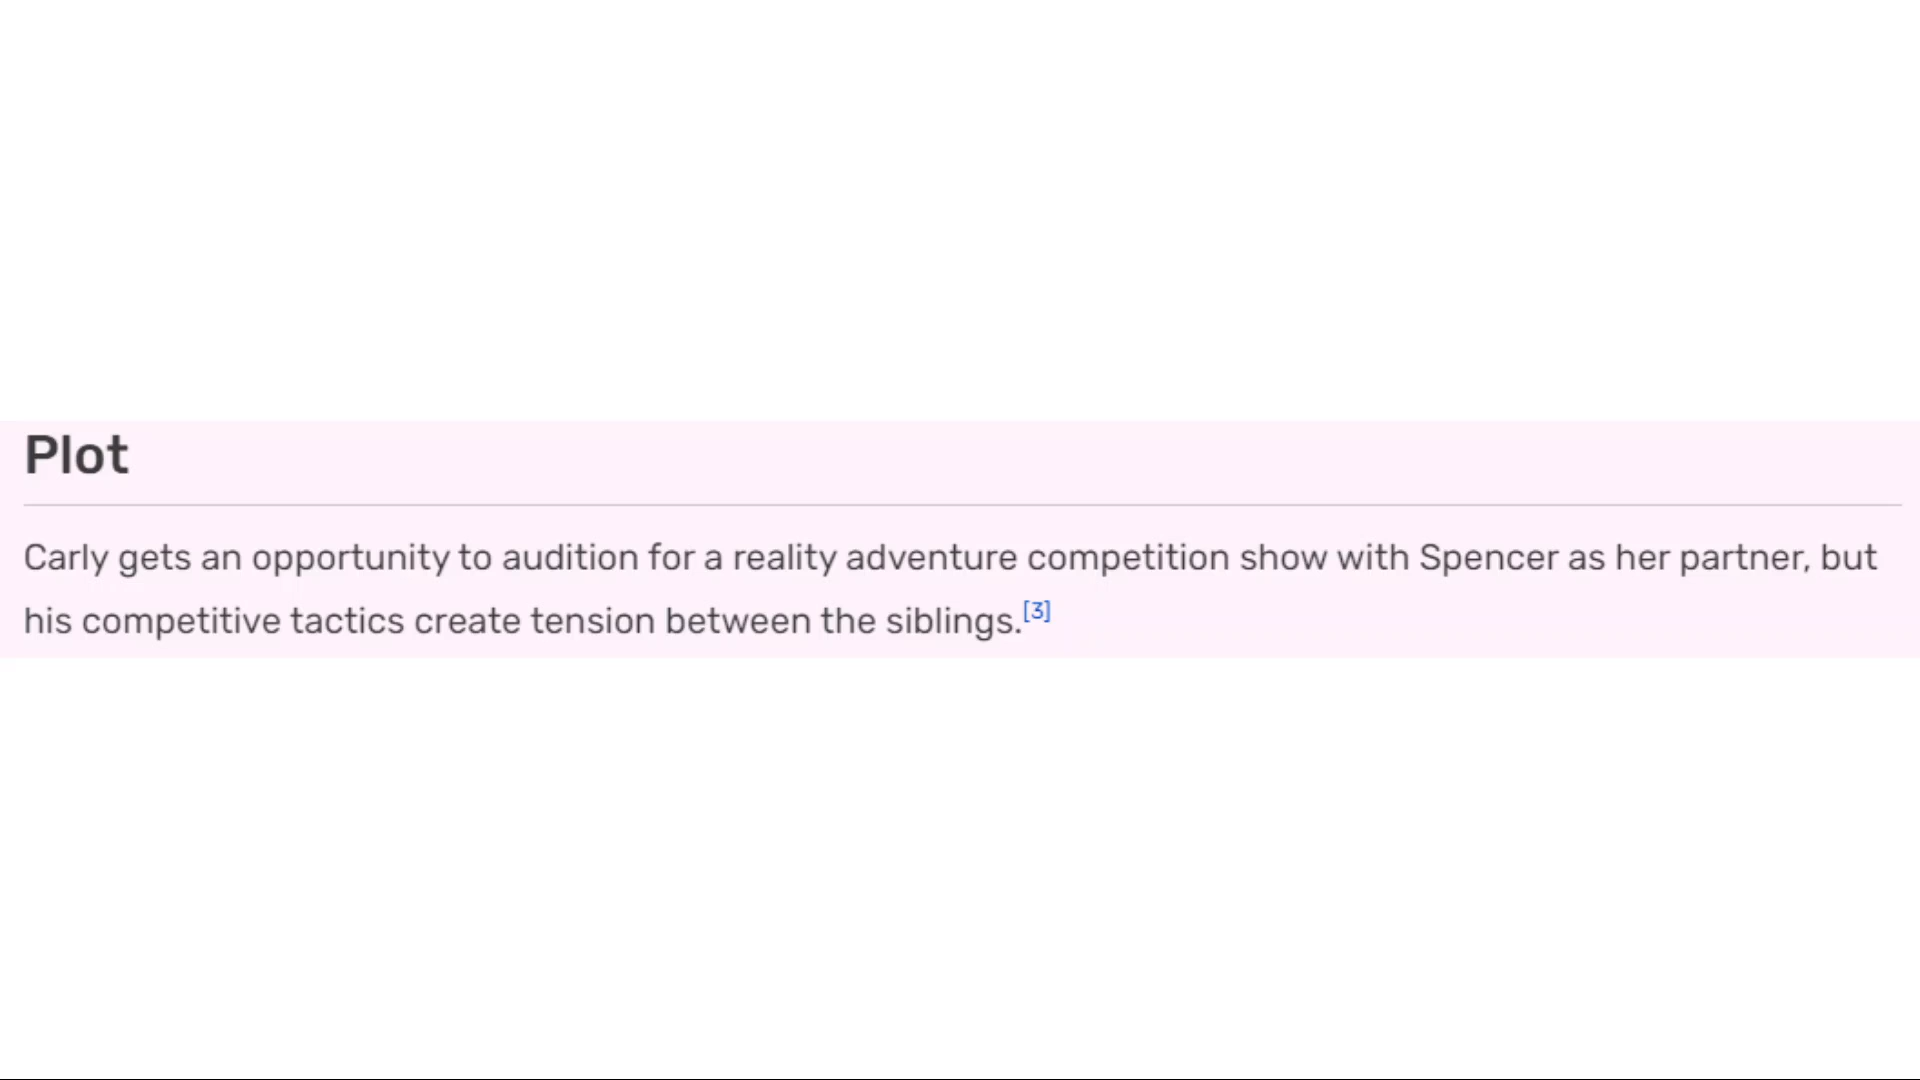 Plot
Carly gets an opportunity to audition for a reality adventure competition show with Spencer as her partner, but
his competitive tactics create tension between the siblings.[3]